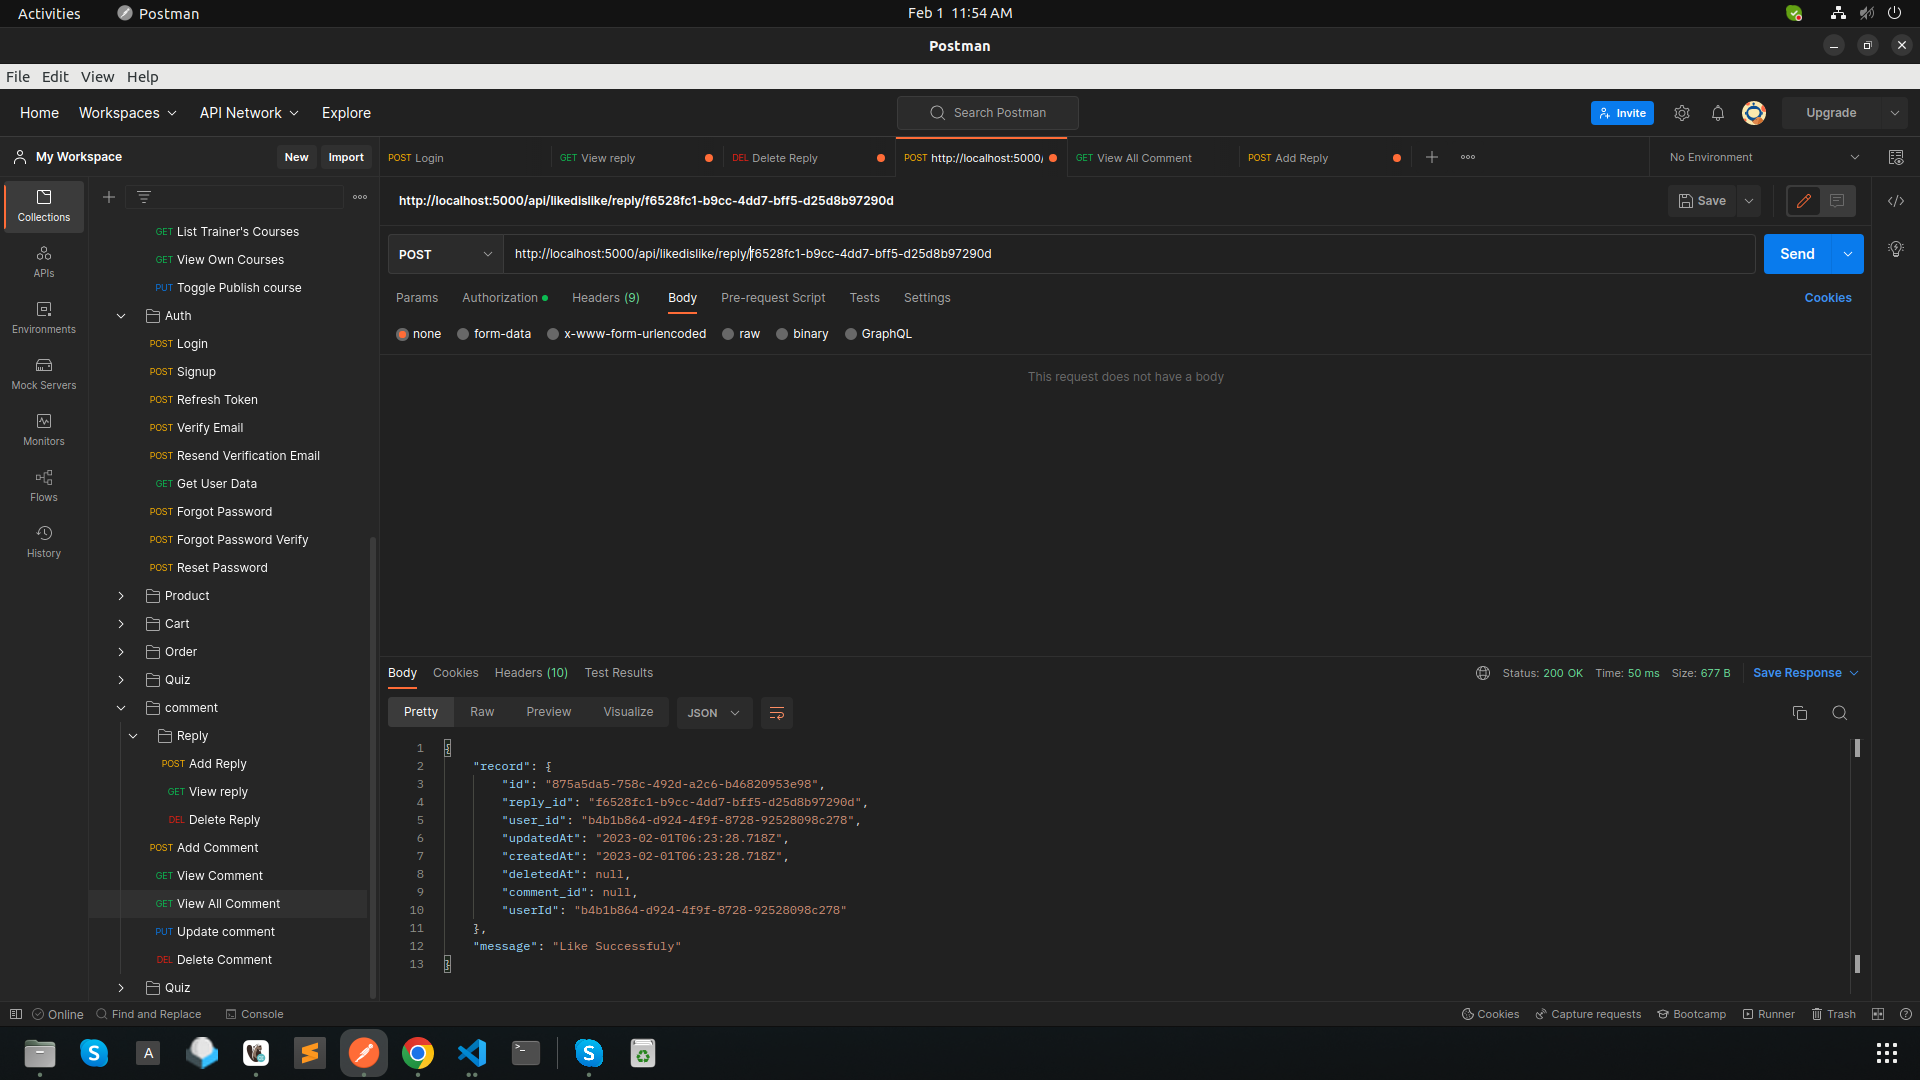 Activities
Postman
Feb 1 11:54 AM
Postman
File Edit View Help
Home Workspaces API Network Explore
Search Postman
Invite
Upgrade
My Workspace
New Import
POST Login
GET View reply
DEL Delete Reply
POST http://localhost:5000/
GET View All Comment
POST Add Reply
No Environment
Collections
APIs
Environments
Mock Servers
Monitors
Flows
History
GET List Trainer's Courses
GET View Own Courses
PUT Toggle Publish course
Auth
POST Login
POST Signup
POST Refresh Token
POST Verify Email
POST Resend Verification Email
GET Get User Data
POST Forgot Password
POST Forgot Password Verify
POST Reset Password
Product
Cart
Order
Quiz
comment
Reply
POST Add Reply
GET View reply
DEL Delete Reply
POST Add Comment
GET View Comment
GET View All Comment
PUT Update comment
DEL Delete Comment
Quiz
http://localhost:5000/api/likedislike/reply/f6528fc1-b9cc-4dd7-bff5-d25d8b97290d
Save
POST
http://localhost:5000/api/likedislike/reply/f6528fc1-b9cc-4dd7-bff5-d25d8b97290d
Send
Params Authorization Headers (9) Body Pre-request Script Tests Settings
Cookies
none form-data x-www-form-urlencoded raw binary GraphQL
This request does not have a body
Body Cookies Headers (10) Test Results
Status: 200 OK Time: 50 ms Size: 677 B
Save Response
Pretty Raw Preview Visualize JSON
1 {
2 "record": {
3 "id": "875a5da5-758c-492d-a2c6-b46820953e98",
4 "reply_id": "f6528fc1-b9cc-4dd7-bff5-d25d8b97290d",
5 "user_id": "b4b1b864-d924-4f9f-8728-92528098c278",
6 "updatedAt": "2023-02-01T06:23:28.718Z",
7 "createdAt": "2023-02-01T06:23:28.718Z",
8 "deletedAt": null,
9 "comment_id": null,
10 "userId": "b4b1b864-d924-4f9f-8728-92528098c278"
11 },
12 "message": "Like Successfuly"
13 }
Online Find and Replace Console
Cookies Capture requests Bootcamp Runner Trash
A